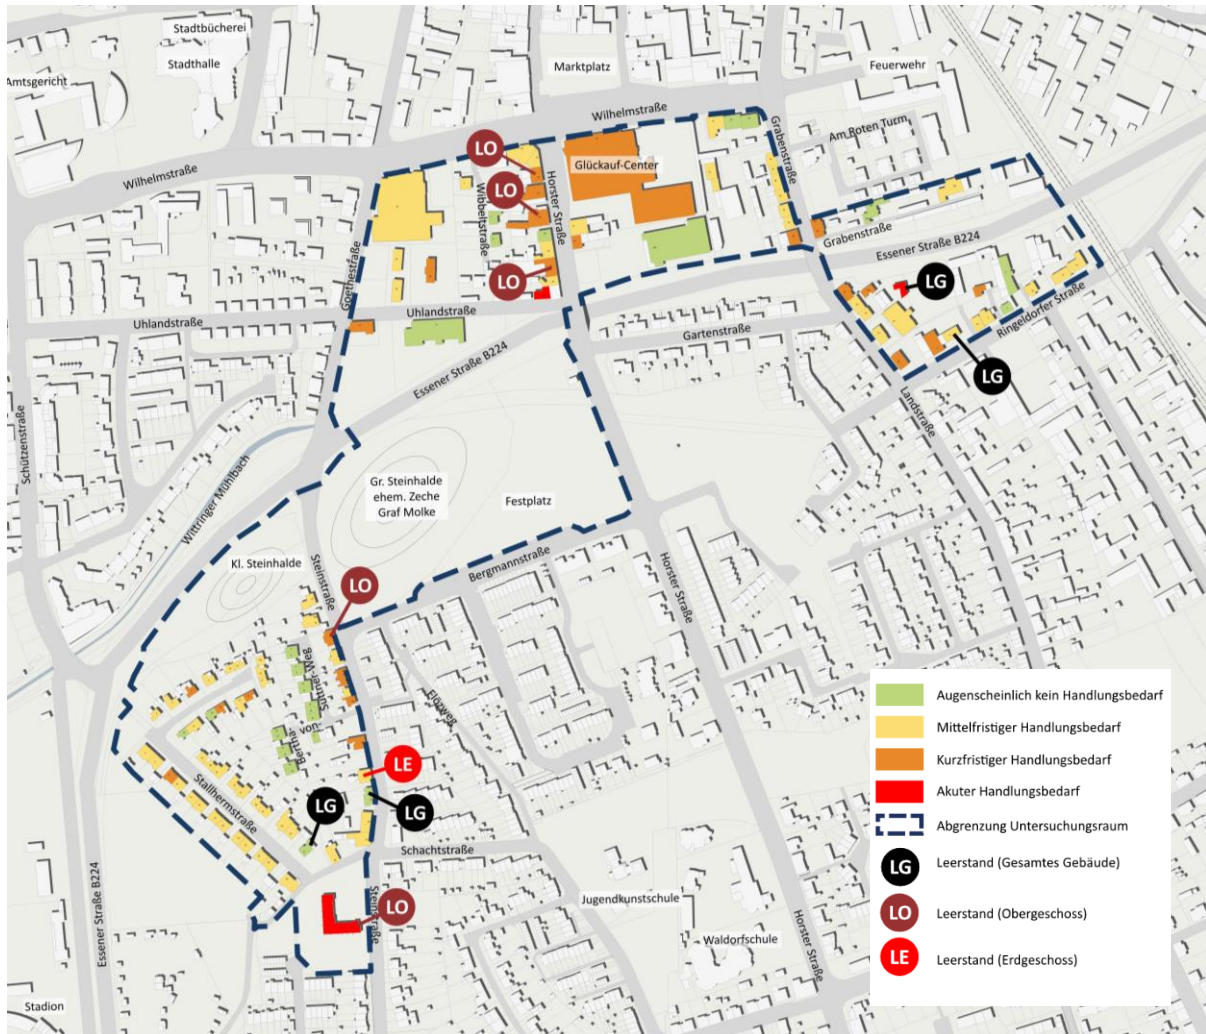 Stadtbücherei
Stadthalle
Amtsgericht
Marktplatz
Feuerwehr
Wilhelmstraße
Am Roten Turm
Grabenstraße
LO
Glückauf-Center
Wilhelmstraße
LO
Wibbeltstraße
Horster Straße
Grabenstraße
Essener Straße B224
Goethestraße
LO
LG
Uhlandstraße
Uhlandstraße
Gartenstraße
Ringeldorfer Straße
Essener Straße B224
LG
Landstraße
Schützenstraße
Wittringer Mühlbach
Gr. Steinhalde
ehem. Zeche
Graf Molke
Festplatz
Kl. Steinhalde
Steinstraße
Bergmannstraße
Horster Straße
LO
Bertha-von-
Suttner-Weg
Flözweg
LE
Stallhermstraße
LG
LG
Schachtstraße
Essener Straße B224
Steinstraße
LO
Jugendkunstschule
Waldorfschule
Horster Straße
Stadion
Augenscheinlich kein Handlungsbedarf
Mittelfristiger Handlungsbedarf
Kurzfristiger Handlungsbedarf
Akuter Handlungsbedarf
Abgrenzung Untersuchungsraum
LG Leerstand (Gesamtes Gebäude)
LO Leerstand (Obergeschoss)
LE Leerstand (Erdgeschoss)